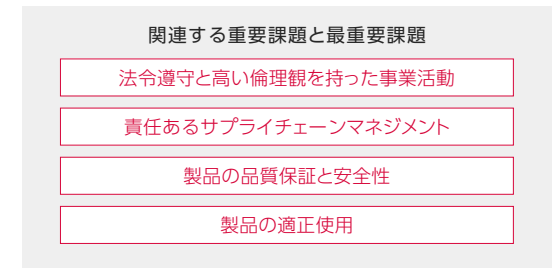 関連する重要課題と最重要課題
法令遵守と高い倫理観を持った事業活動
責任あるサプライチェーンマネジメント
製品の品質保証と安全性
製品の適正使用